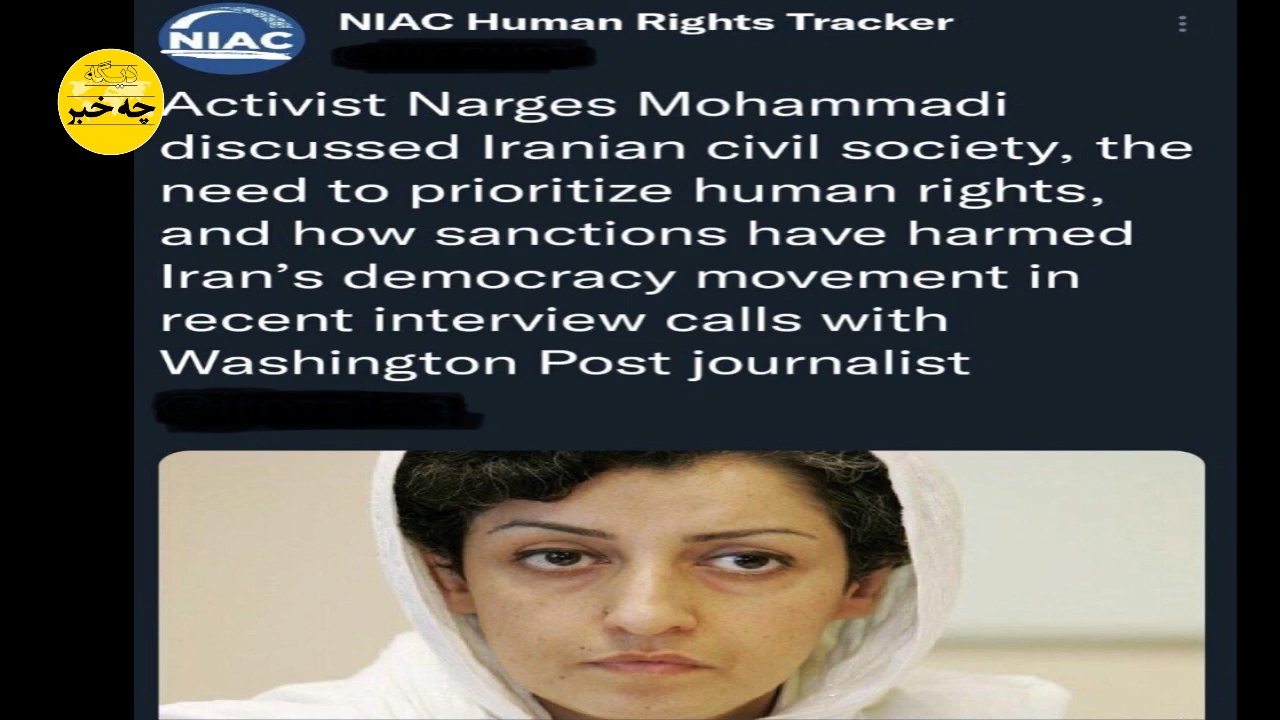 NIAC Human Rights Tracker
NIAC
دیگه
چه خبر
Activist Narges Mohammadi
discussed Iranian civil society, the
need to prioritize human rights,
and how sanctions have harmed
Iran’s democracy movement in
recent interview calls with
Washington Post journalist